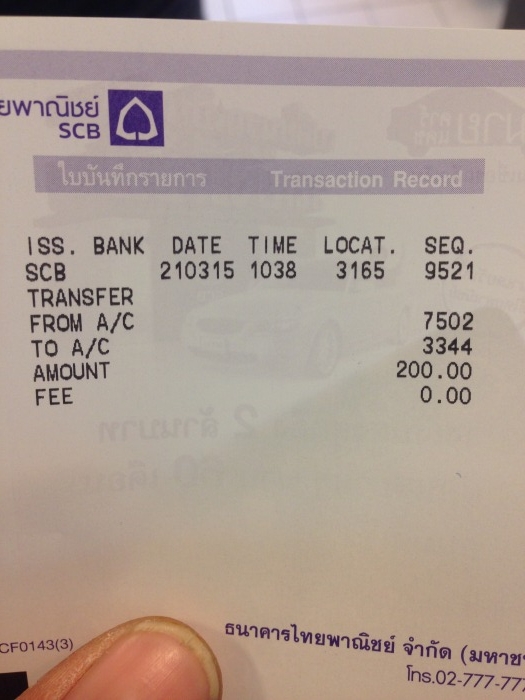 ยพาณิชย์
SCB
ใบบันทึกรายการ Transaction Record
ISS. BANK DATE TIME LOCAT. SEQ.
SCB 210315 1038 3165 9521
TRANSFER
FROM A/C 7502
TO A/C 3344
AMOUNT 200.00
FEE 0.00
CF0143(3)
ธนาคารไทยพาณิชย์ จำกัด (มหาช
โทร.02-777-77